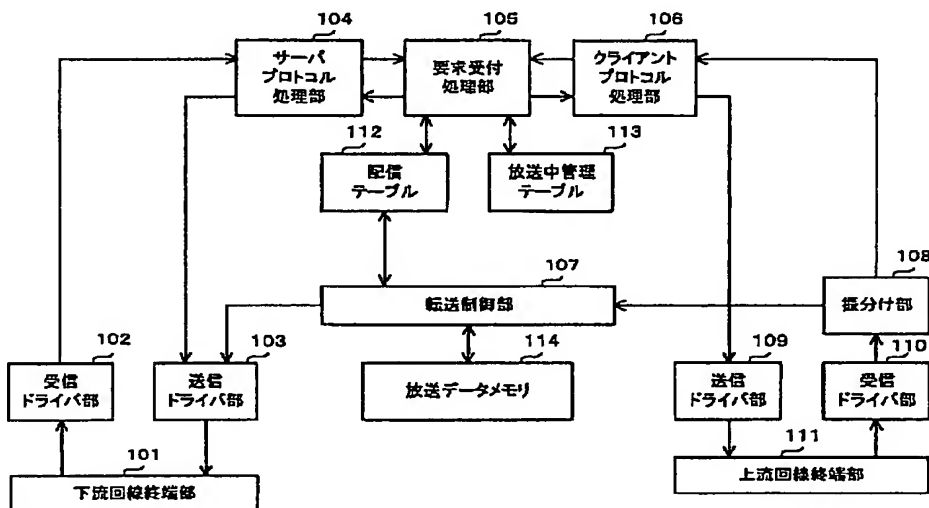 104
サーバ
プロトコル
処理部
105
要求受付
処理部
106
クライアント
プロトコル
処理部
112
配信
テーブル
113
放送中管理
テーブル
107
転送制御部
108
振分け部
102
受信
ドライバ部
103
送信
ドライバ部
114
放送データメモリ
109
送信
ドライバ部
110
受信
ドライバ部
101
下流回線終端部
111
上流回線終端部